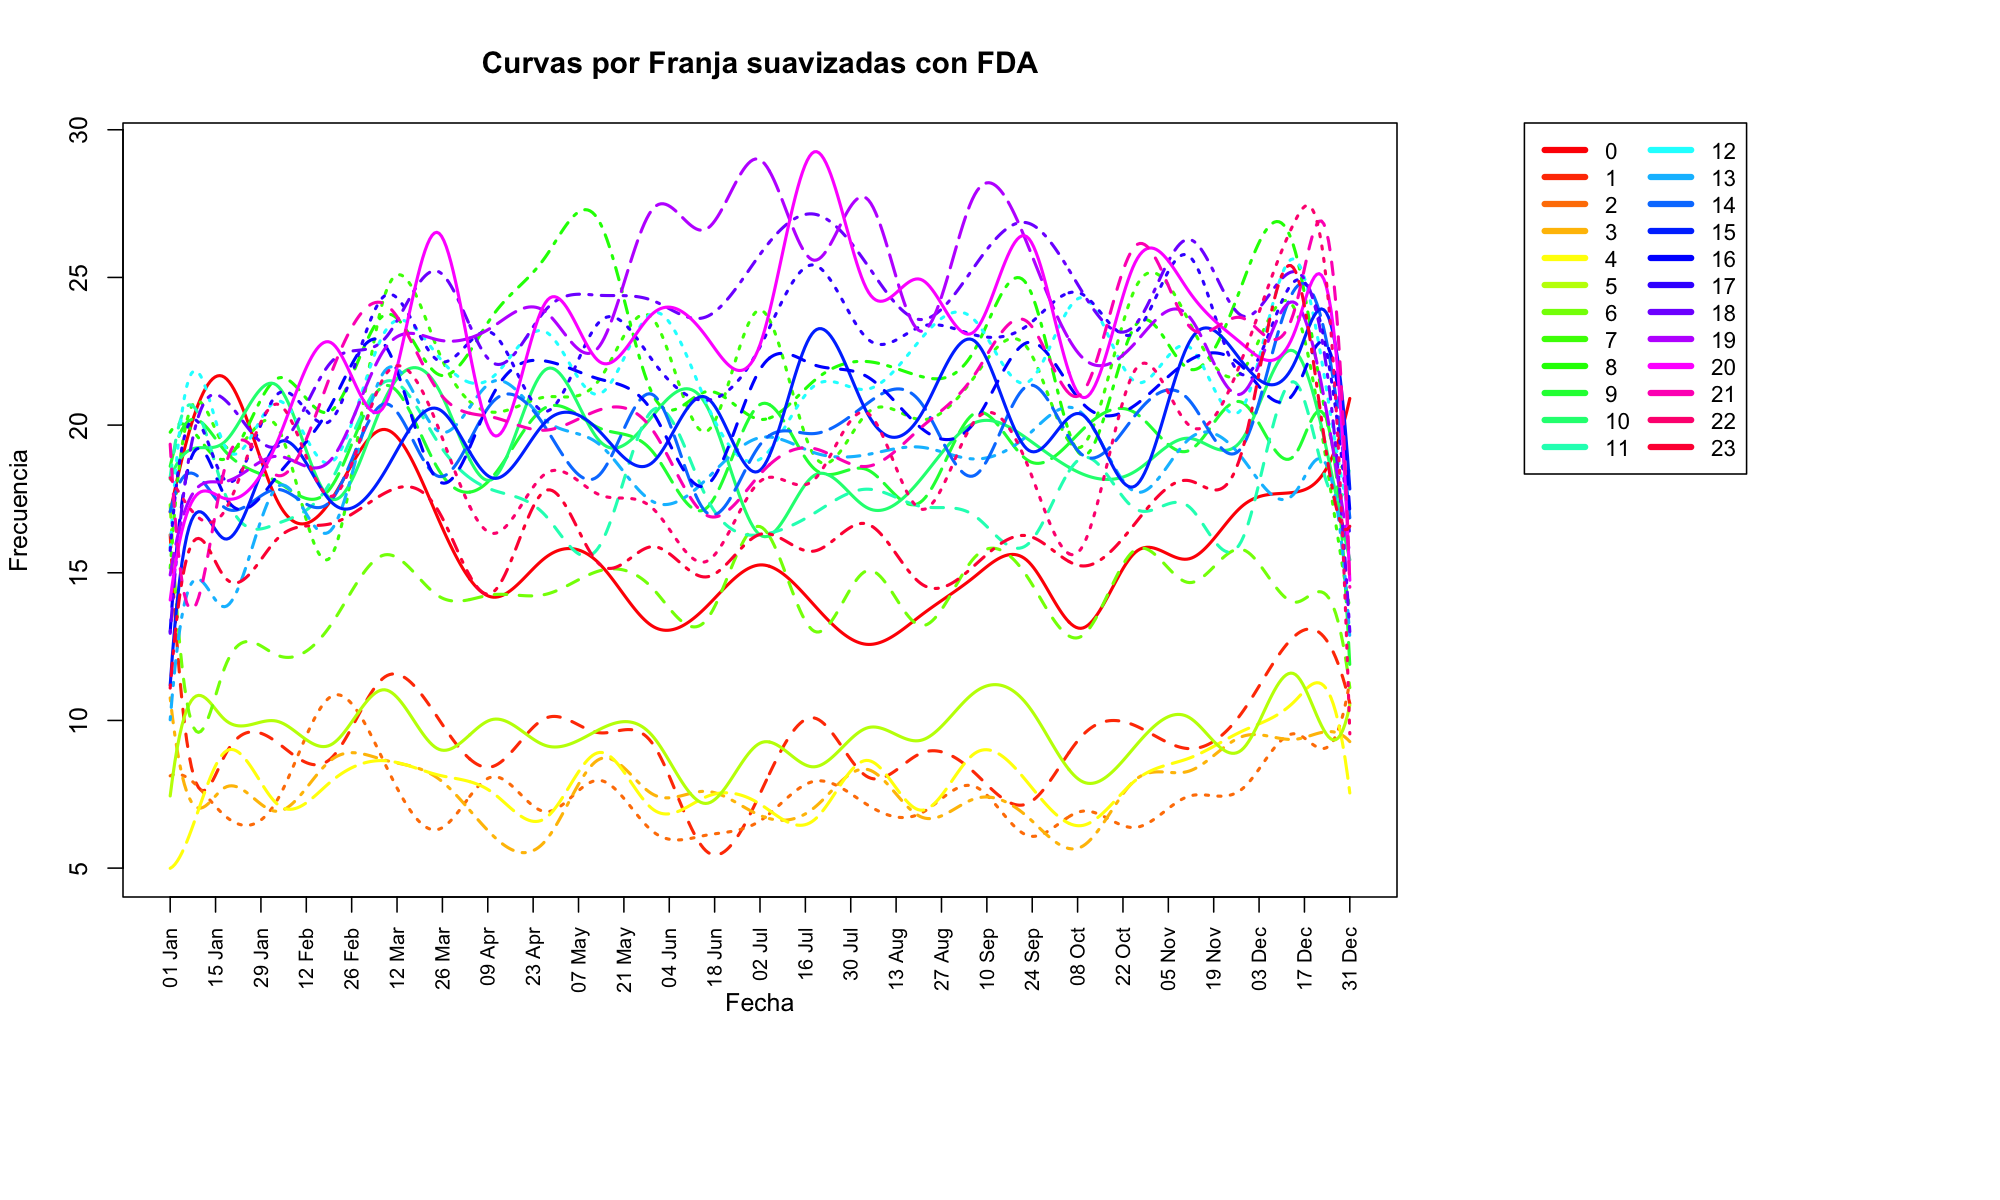 Curvas por Franja suavizadas con FDA
Frecuencia
30
25
20
15
10
5
01 Jan
15 Jan
29 Jan
12 Feb
26 Feb
12 Mar
26 Mar
09 Apr
23 Apr
07 May
21 May
04 Jun
18 Jun
02 Jul
16 Jul
30 Jul
13 Aug
27 Aug
10 Sep
24 Sep
08 Oct
22 Oct
05 Nov
19 Nov
03 Dec
17 Dec
31 Dec
Fecha
0 12
1 13
2 14
3 15
4 16
5 17
6 18
7 19
8 20
9 21
10 22
11 23